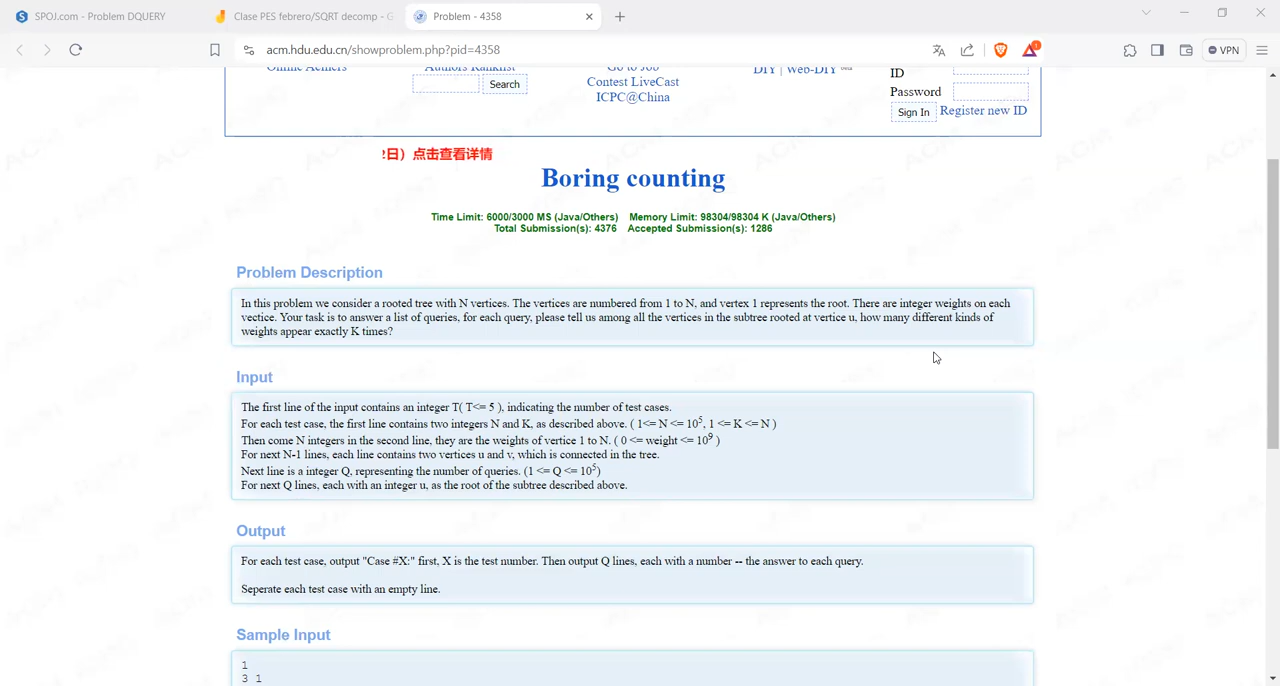 SPOJ.com - Problem DQUERY
Clase PES febrero/SQRT decomp - G
Problem - 4358
acm.hdu.edu.cn/showproblem.php?pid=4358
VPN
Online Acmers
Authors Ranklist
Search
Go to Job
Contest LiveCast
ICPC@China
DIY | Web-DIY beta
ID
Password
Sign In Register new ID
2日）点击查看详情
Boring counting
Time Limit: 6000/3000 MS (Java/Others) Memory Limit: 98304/98304 K (Java/Others)
Total Submission(s): 4376 Accepted Submission(s): 1286
Problem Description
In this problem we consider a rooted tree with N vertices. The vertices are numbered from 1 to N, and vertex 1 represents the root. There are integer weights on each
vectice. Your task is to answer a list of queries, for each query, please tell us among all the vertices in the subtree rooted at vertice u, how many different kinds of
weights appear exactly K times?
Input
The first line of the input contains an integer T( T<= 5 ), indicating the number of test cases.
For each test case, the first line contains two integers N and K, as described above. ( 1<= N <= 10^5, 1 <= K <= N )
Then come N integers in the second line, they are the weights of vertice 1 to N. ( 0 <= weight <= 10^9 )
For next N-1 lines, each line contains two vertices u and v, which is connected in the tree.
Next line is a integer Q, representing the number of queries. (1 <= Q <= 10^5)
For next Q lines, each with an integer u, as the root of the subtree described above.
Output
For each test case, output "Case #X:" first, X is the test number. Then output Q lines, each with a number -- the answer to each query.
Seperate each test case with an empty line.
Sample Input
1
3 1